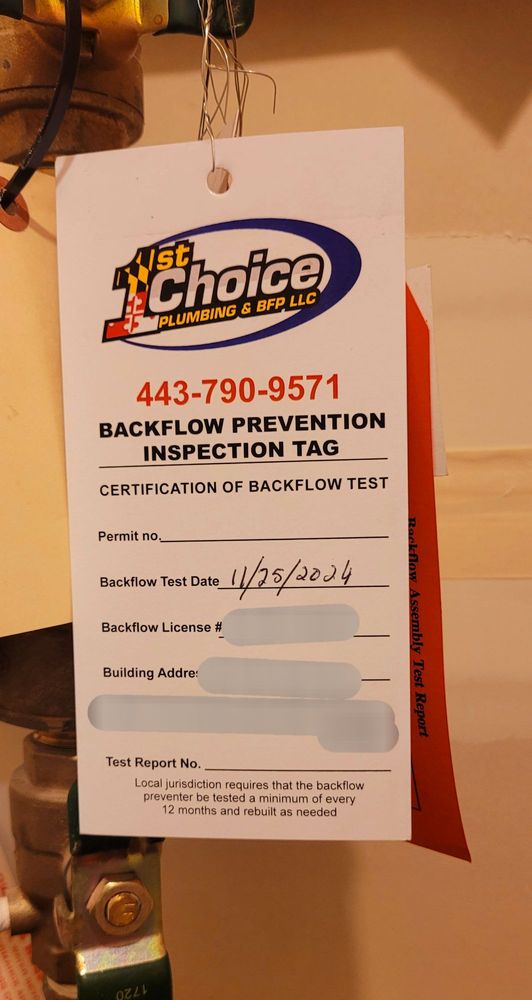 1st
Choice
PLUMBING & BFP LLC
443-790-9571
BACKFLOW PREVENTION
INSPECTION TAG
CERTIFICATION OF BACKFLOW TEST
Permit no.
Backflow Test Date 11/25/2024
Backflow License #
Building Addre
Test Report No.
Local jurisdiction requires that the backflow
preventer be tested a minimum of every
12 months and rebuilt as needed
Backflow Assembly Test Report
1720